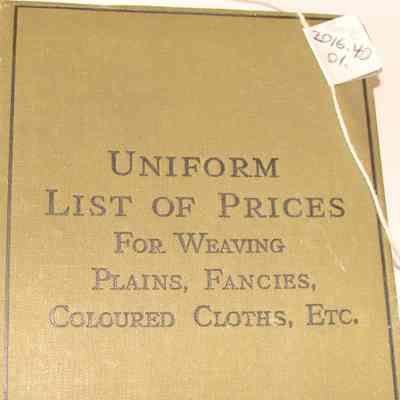 2016.40
01.
UNIFORM
LIST OF PRICES
FOR WEAVING
PLAINS, FANCIES,
COLOURED CLOTHS, ETC.